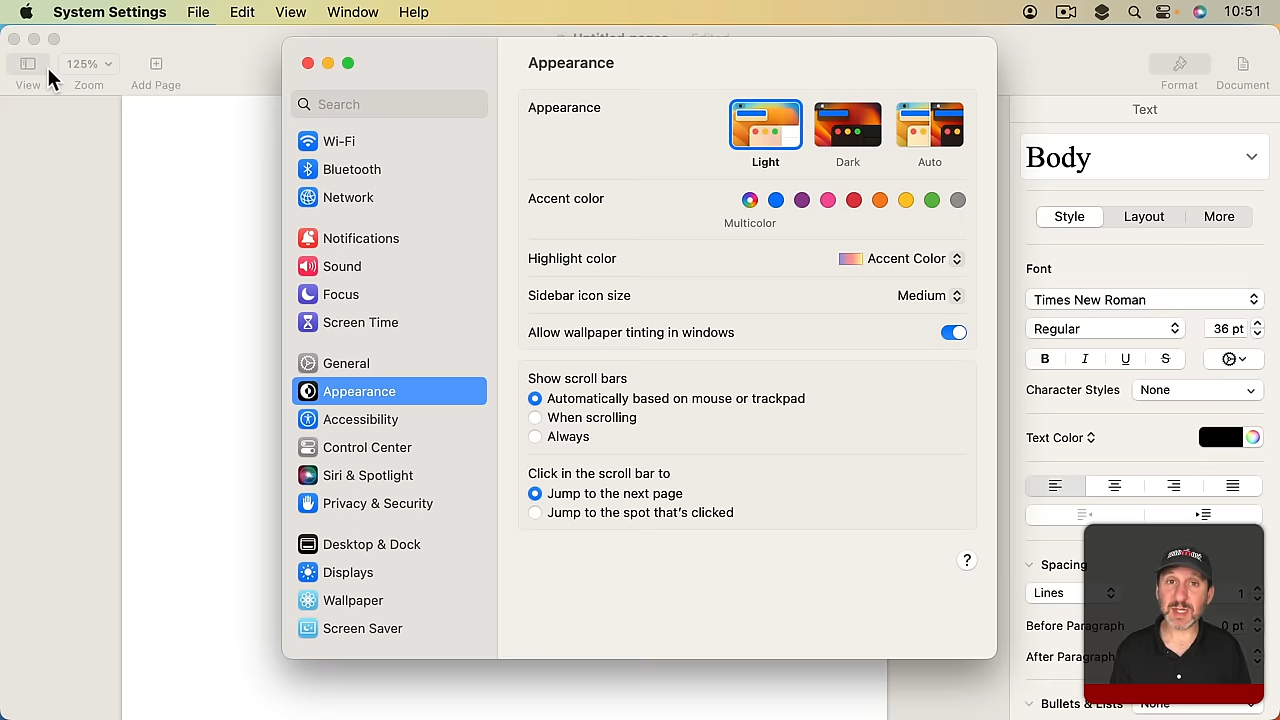 System Settings File Edit View Window Help 10:51
Untitled.pages — Edited
125%
View Zoom Add Page Format Document
Search
Wi-Fi
Bluetooth
Network
Notifications
Sound
Focus
Screen Time
General
Appearance
Accessibility
Control Center
Siri & Spotlight
Privacy & Security
Desktop & Dock
Displays
Wallpaper
Screen Saver
Appearance
Appearance
Light Dark Auto
Accent color
Multicolor
Highlight color Accent Color
Sidebar icon size Medium
Allow wallpaper tinting in windows
Show scroll bars
Automatically based on mouse or trackpad
When scrolling
Always
Click in the scroll bar to
Jump to the next page
Jump to the spot that's clicked
?
Text
Body
Style Layout More
Font
Times New Roman
Regular 36 pt
B I U S
Character Styles None
Text Color
Spacing
Lines 1
Before Paragraph 0 pt
After Paragraph
Bullets & Lists None